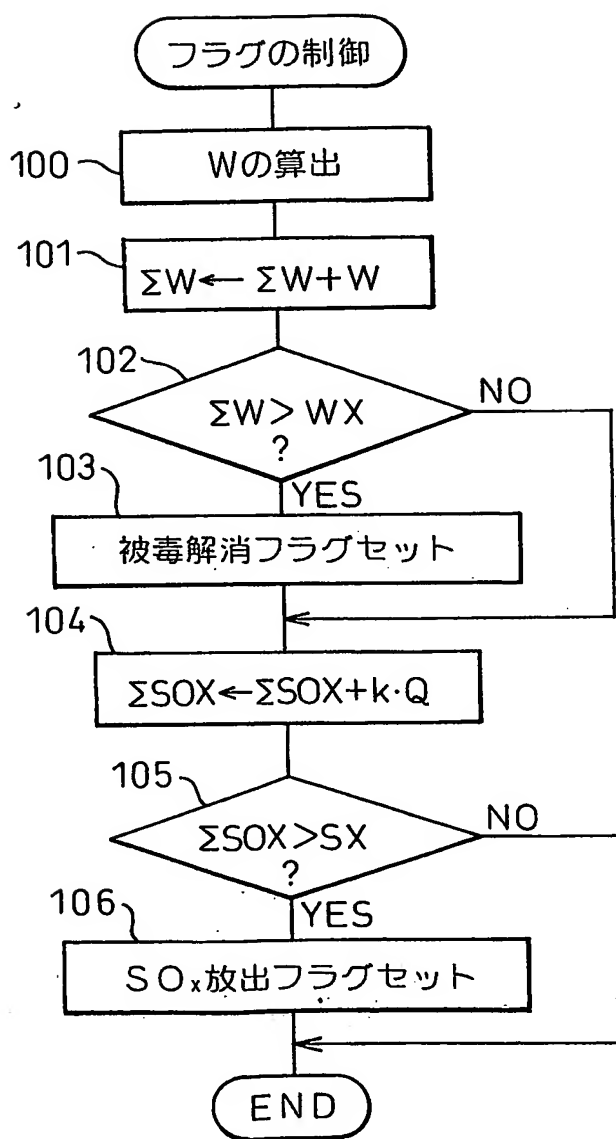 フラグの制御
100
Wの算出
101
ΣW← ΣW+W
102
ΣW>WX
?
NO
YES
103
被毒解消フラグセット
104
ΣSOX←ΣSOX+k·Q
105
ΣSOX>SX
?
NO
YES
106
SOx放出フラグセット
END